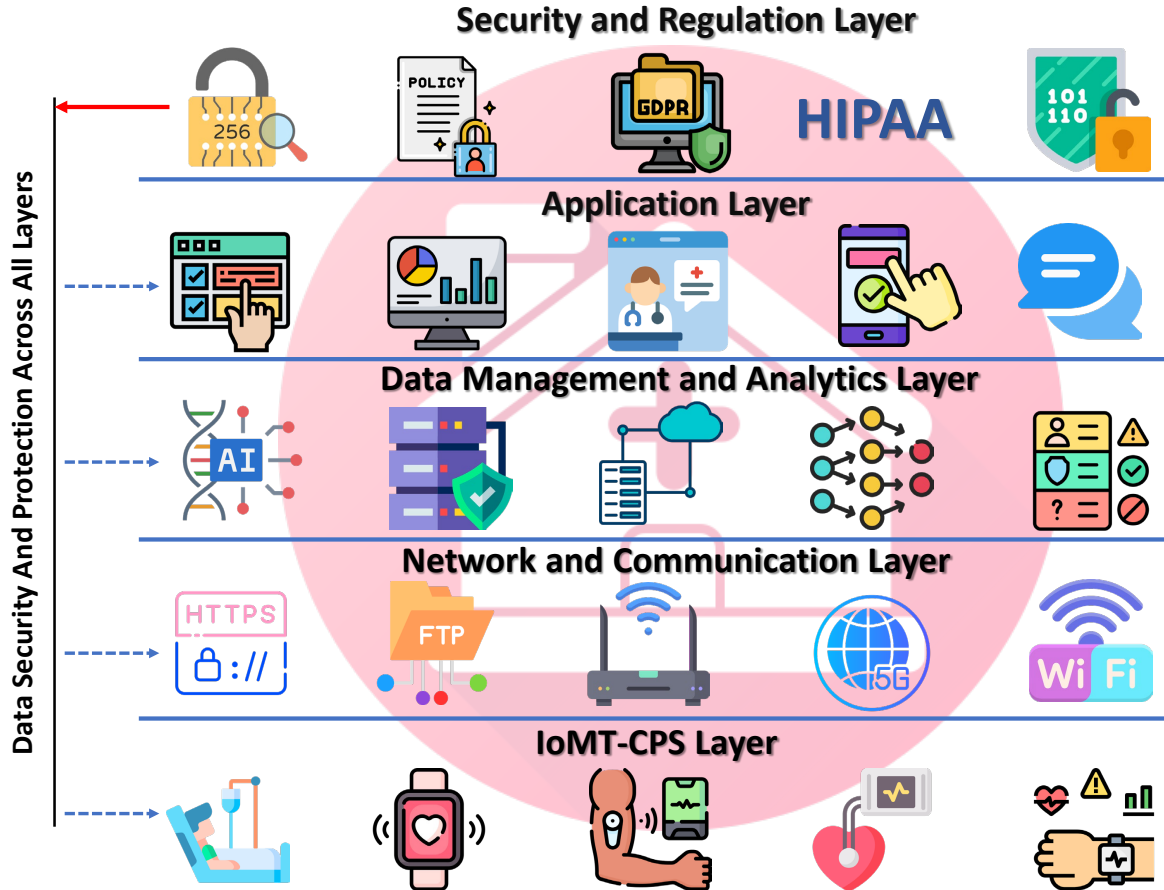 Security and Regulation Layer
256
POLICY
GDPR
HIPAA
101
110
Data Security And Protection Across All Layers
Application Layer
Data Management and Analytics Layer
AI
?
Network and Communication Layer
HTTPS
://
FTP
5G
Wi Fi
IoMT-CPS Layer